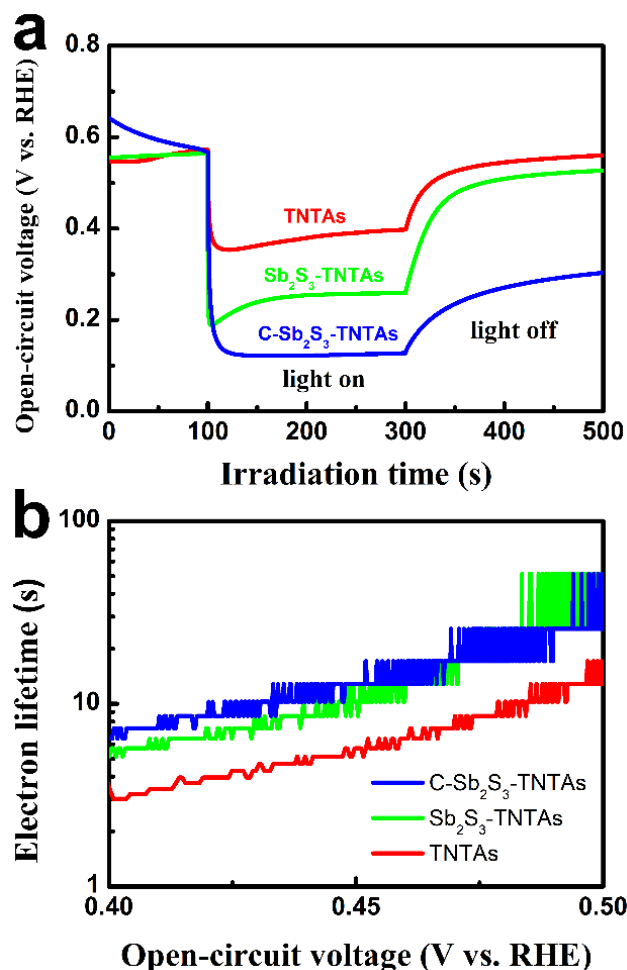 a
Open-circuit voltage (V vs. RHE)
0.8
0.6
0.4
0.2
0.0
TNTAs
Sb₂S₃-TNTAs
C-Sb₂S₃-TNTAs
light on
light off
0 100 200 300 400 500
Irradiation time (s)
b
Electron lifetime (s)
100
10
1
C-Sb₂S₃-TNTAs
Sb₂S₃-TNTAs
TNTAs
0.40 0.45 0.50
Open-circuit voltage (V vs. RHE)